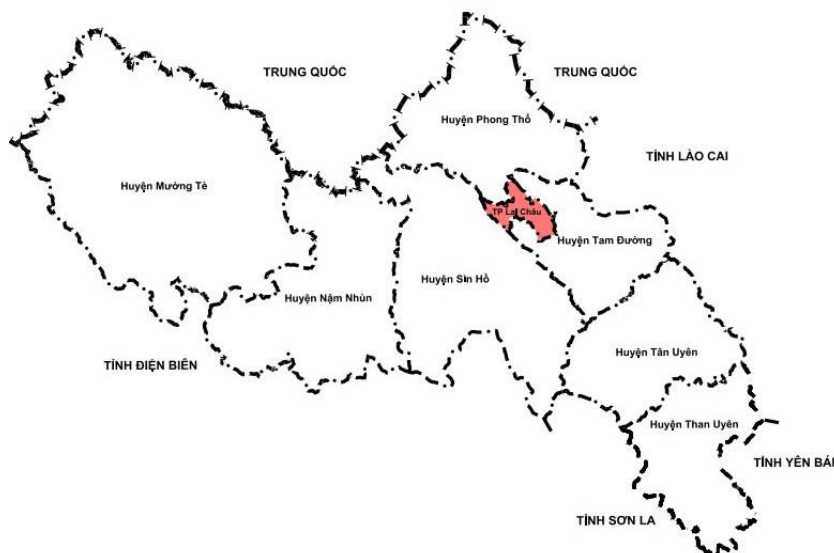 TRUNG QUỐC
TRUNG QUỐC
Huyện Phong Thổ
TỈNH LÀO CAI
Huyện Mường Tè
TP Lai Châu
Huyện Tam Đường
Huyện Sìn Hồ
Huyện Nậm Nhùn
Huyện Tân Uyên
TỈNH ĐIỆN BIÊN
Huyện Than Uyên
TỈNH YÊN BÁI
TỈNH SƠN LA